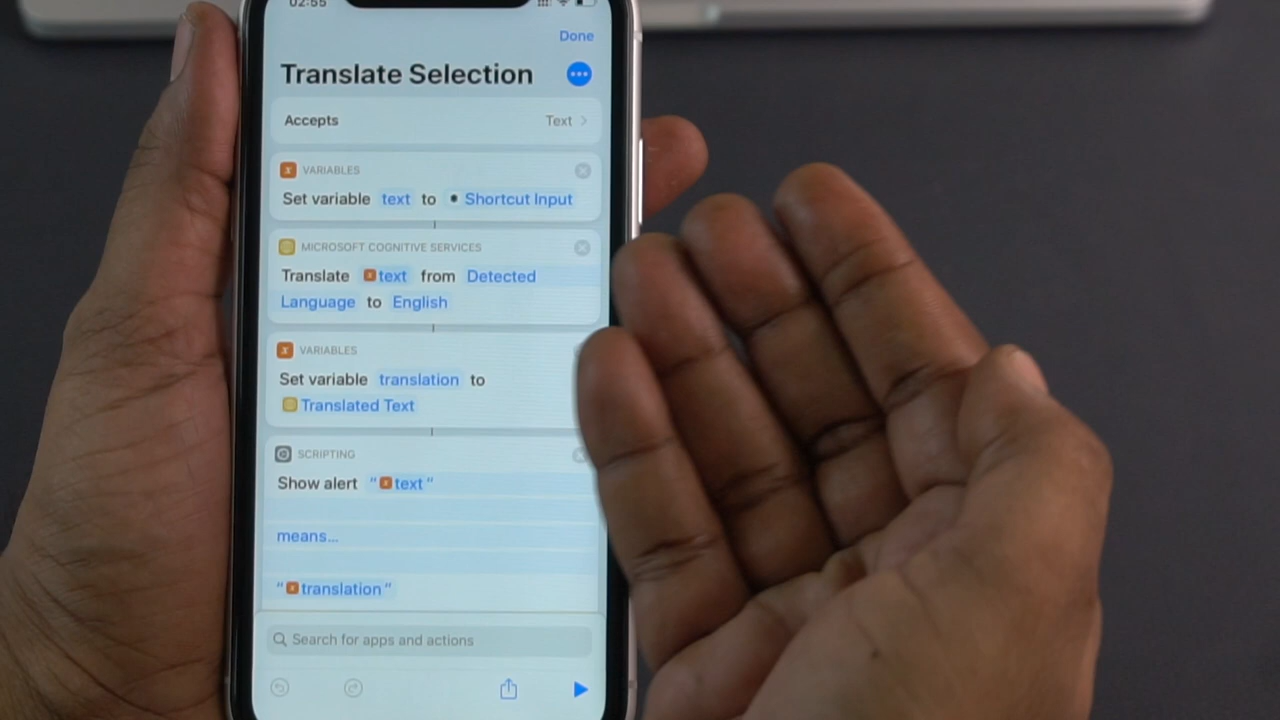 02:55
Done
Translate Selection
Accepts Text
VARIABLES
Set variable text to Shortcut Input
MICROSOFT COGNITIVE SERVICES
Translate text from Detected
Language to English
VARIABLES
Set variable translation to
Translated Text
SCRIPTING
Show alert "text"
means...
"translation"
Search for apps and actions